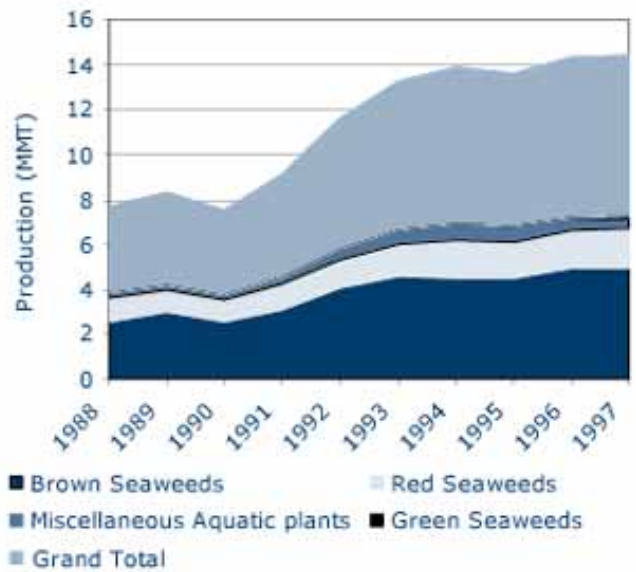 16
14
12
10
8
6
4
2
0
Production (MMT)
1988 1989 1990 1991 1992 1993 1994 1995 1996 1997
Brown Seaweeds Red Seaweeds
Miscellaneous Aquatic plants Green Seaweeds
Grand Total